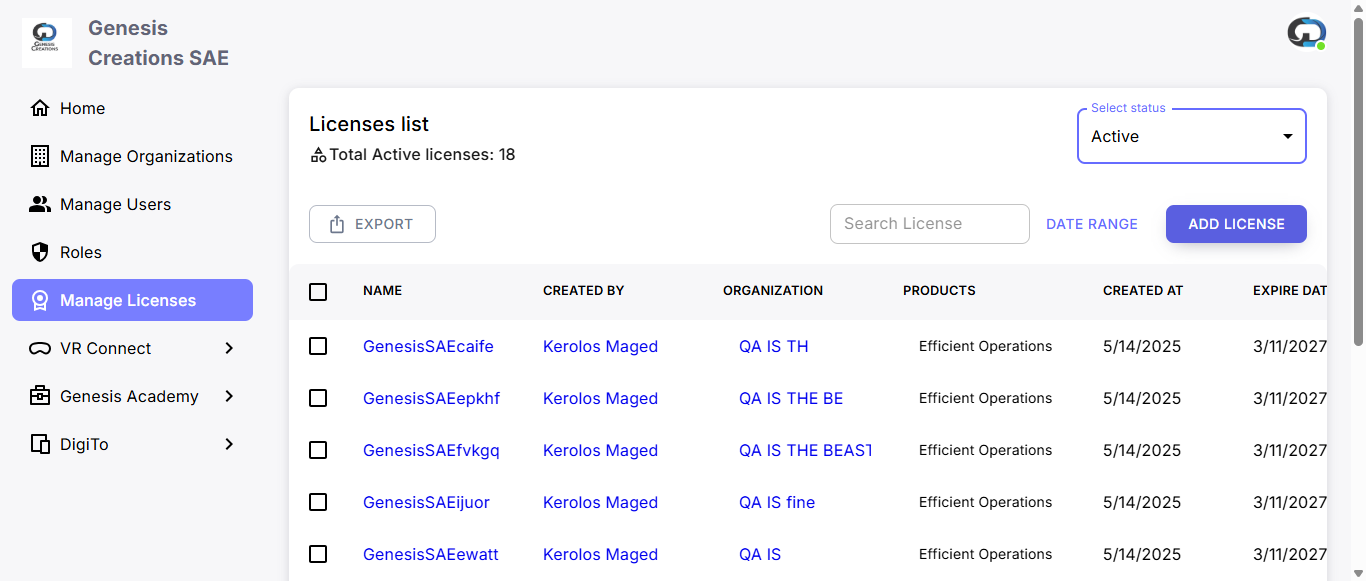 GENESIS
CREATIONS
Genesis
Creations SAE
Home
Manage Organizations
Manage Users
Roles
Manage Licenses
VR Connect
Genesis Academy
DigiTo
Licenses list
Total Active licenses: 18
Select status
Active
EXPORT
Search License
DATE RANGE
ADD LICENSE
NAME CREATED BY ORGANIZATION PRODUCTS CREATED AT EXPIRE DAT
GenesisSAEcaife Kerolos Maged QA IS TH Efficient Operations 5/14/2025 3/11/2027
GenesisSAEepkhf Kerolos Maged QA IS THE BE Efficient Operations 5/14/2025 3/11/2027
GenesisSAEfvkgq Kerolos Maged QA IS THE BEAST Efficient Operations 5/14/2025 3/11/2027
GenesisSAEijuor Kerolos Maged QA IS fine Efficient Operations 5/14/2025 3/11/2027
GenesisSAEewatt Kerolos Maged QA IS Efficient Operations 5/14/2025 3/11/2027